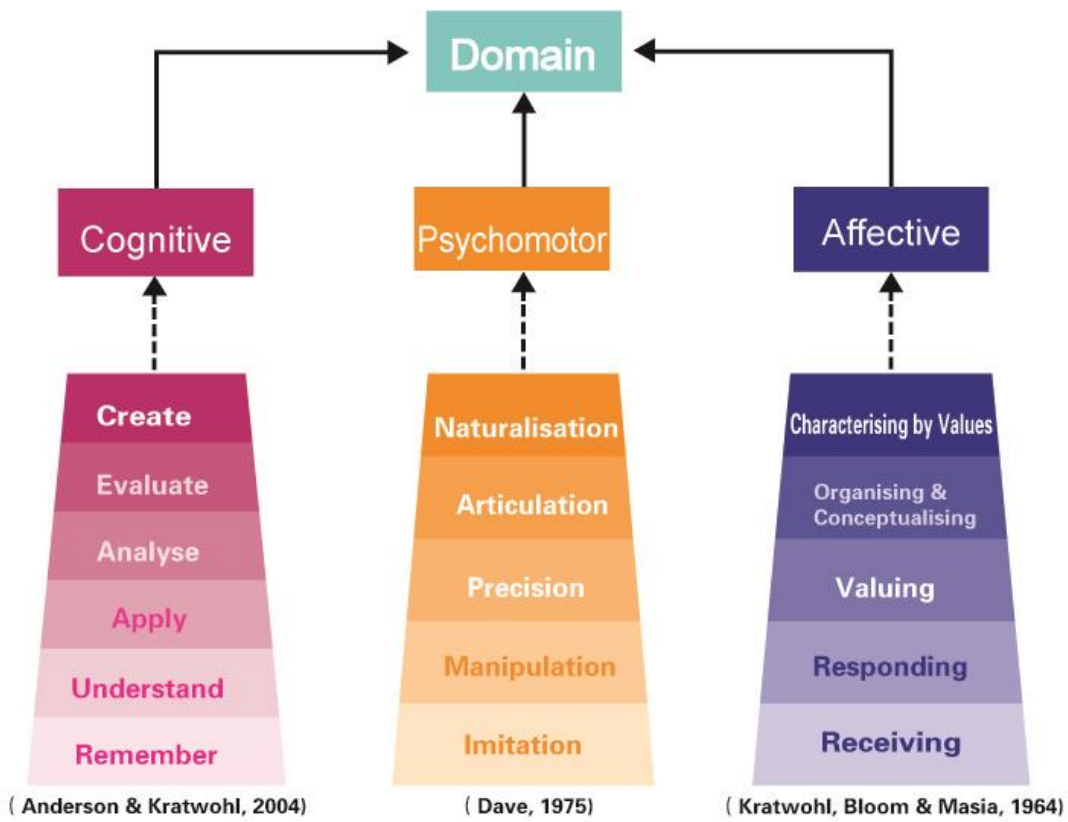 Domain
Cognitive
Psychomotor
Affective
Create
Evaluate
Analyse
Apply
Understand
Remember
( Anderson & Kratwohl, 2004)
Naturalisation
Articulation
Precision
Manipulation
Imitation
( Dave, 1975)
Characterising by Values
Organising &
Conceptualising
Valuing
Responding
Receiving
( Kratwohl, Bloom & Masia, 1964)